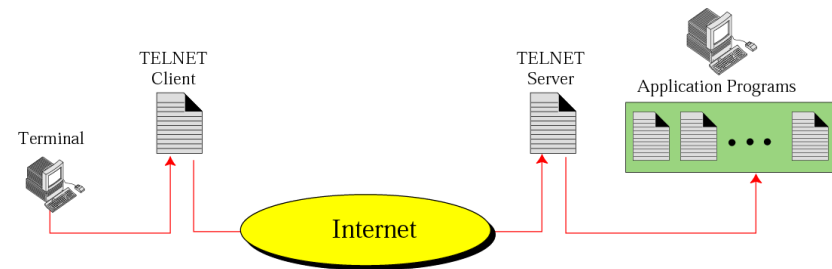 TELNET
Client
TELNET
Server
Application Programs
Terminal
Internet